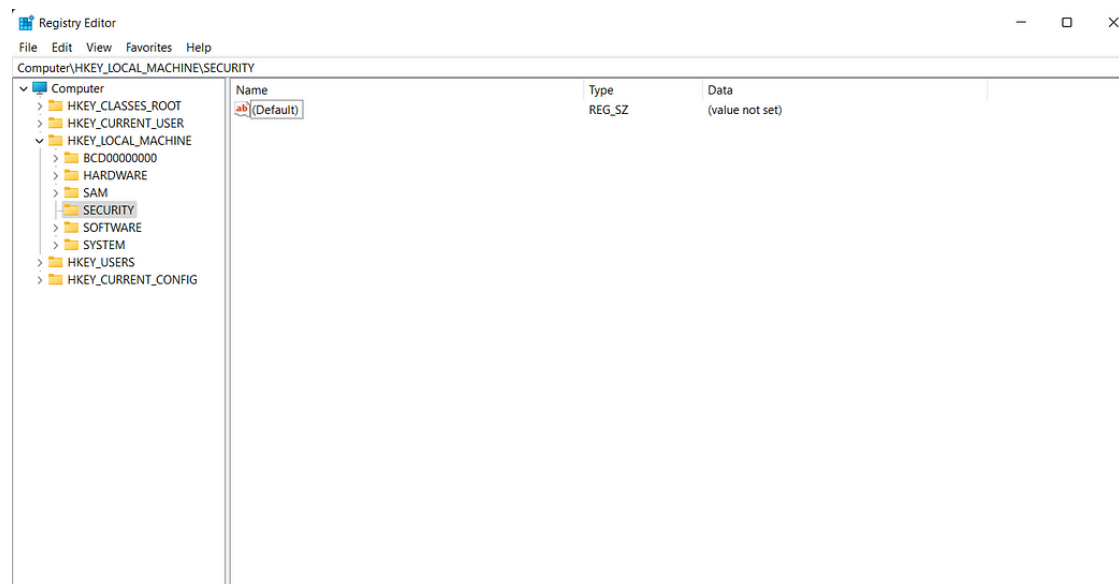 Registry Editor
File Edit View Favorites Help
Computer\HKEY_LOCAL_MACHINE\SECURITY
Computer
HKEY_CLASSES_ROOT
HKEY_CURRENT_USER
HKEY_LOCAL_MACHINE
BCD00000000
HARDWARE
SAM
SECURITY
SOFTWARE
SYSTEM
HKEY_USERS
HKEY_CURRENT_CONFIG
Name Type Data
ab (Default) REG_SZ (value not set)